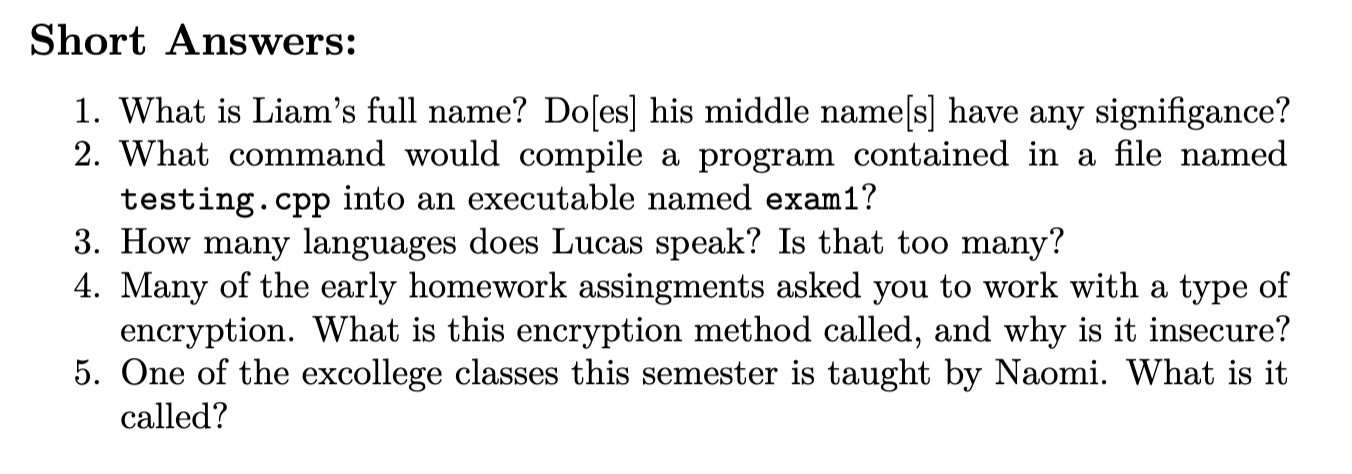 Short Answers:
1. What is Liam's full name? Do[es] his middle name[s] have any signifigance?
2. What command would compile a program contained in a file named
testing.cpp into an executable named exam1?
3. How many languages does Lucas speak? Is that too many?
4. Many of the early homework assingments asked you to work with a type of
encryption. What is this encryption method called, and why is it insecure?
5. One of the excollege classes this semester is taught by Naomi. What is it
called?